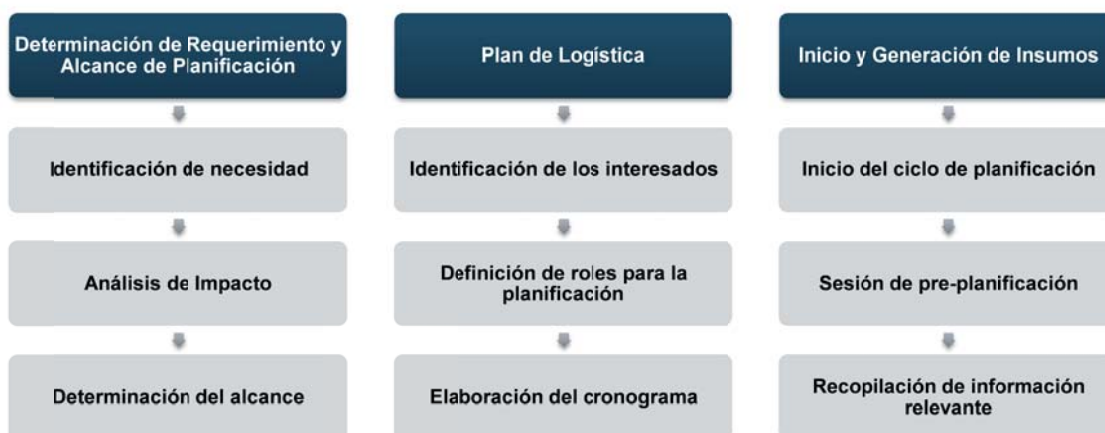 Determinación de Requerimiento y
Alcance de Planificación
Identificación de necesidad
Análisis de Impacto
Determinación del alcance
Plan de Logística
Identificación de los interesados
Definición de roles para la
planificación
Elaboración del cronograma
Inicio y Generación de Insumos
Inicio del ciclo de planificación
Sesión de pre-planificación
Recopilación de información
relevante